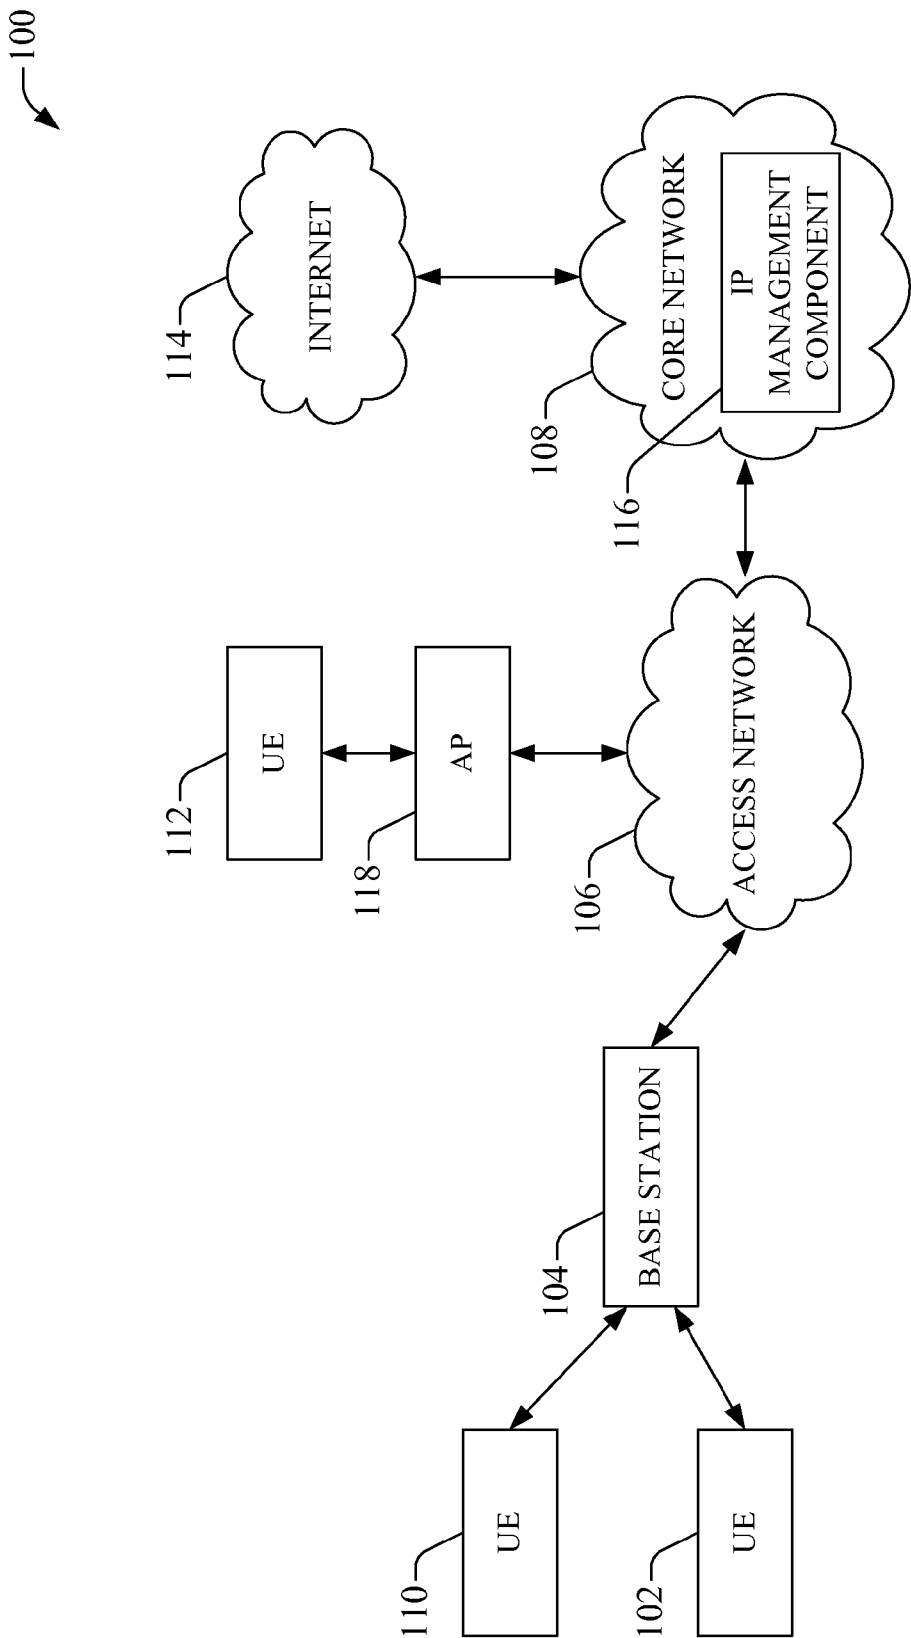 100
114
INTERNET
108
CORE NETWORK
116
IP
MANAGEMENT
COMPONENT
112
UE
118
AP
106
ACCESS NETWORK
104
BASE STATION
110
UE
102
UE